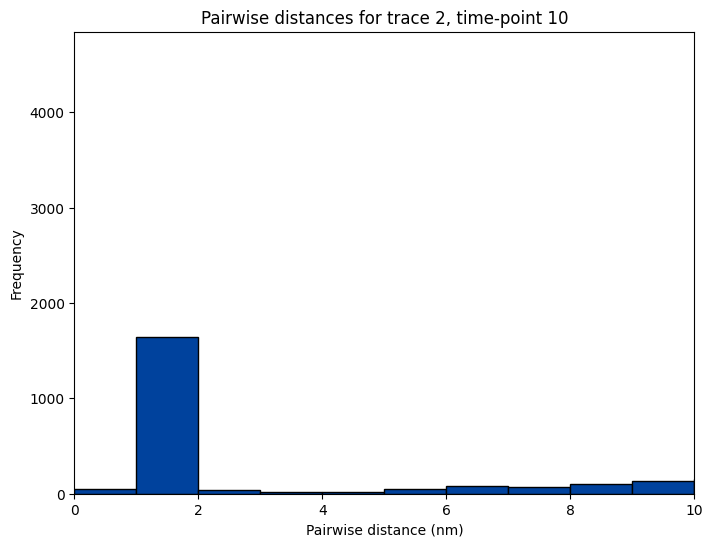 Pairwise distances for trace 2, time-point 10
Frequency
4000
3000
2000
1000
0
0 2 4 6 8 10
Pairwise distance (nm)